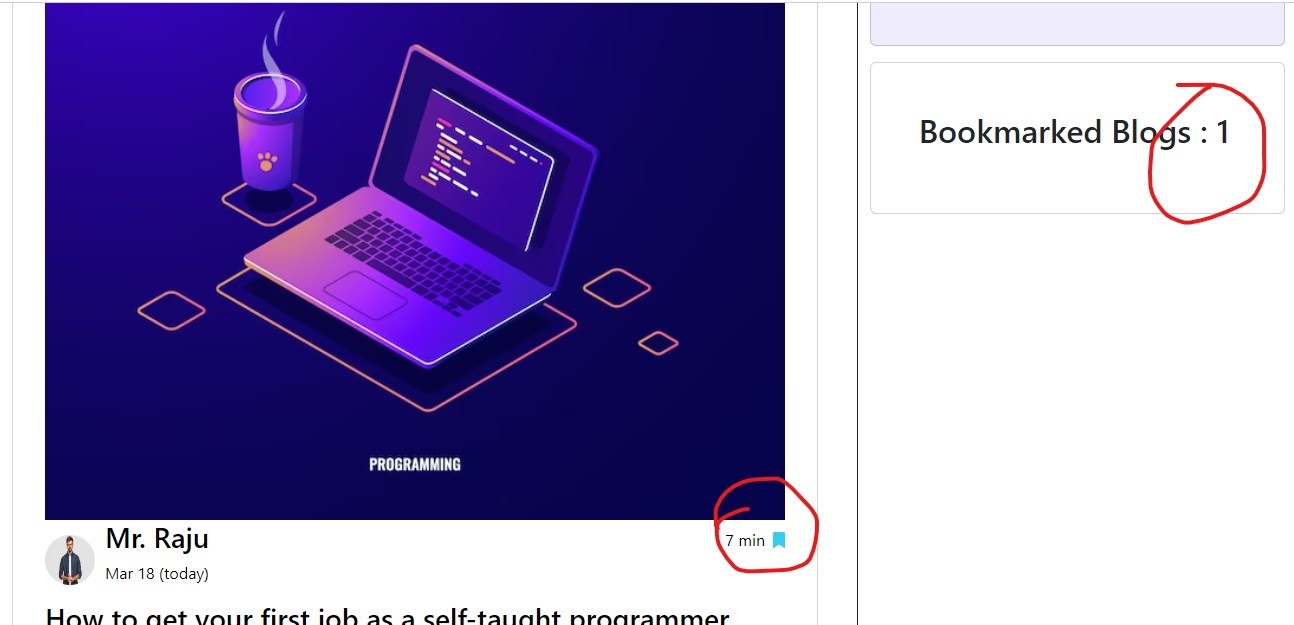 PROGRAMMING
Mr. Raju
7 min
Mar 18 (today)
How to get your first job as a self-taught programmer
Bookmarked Blogs : 1